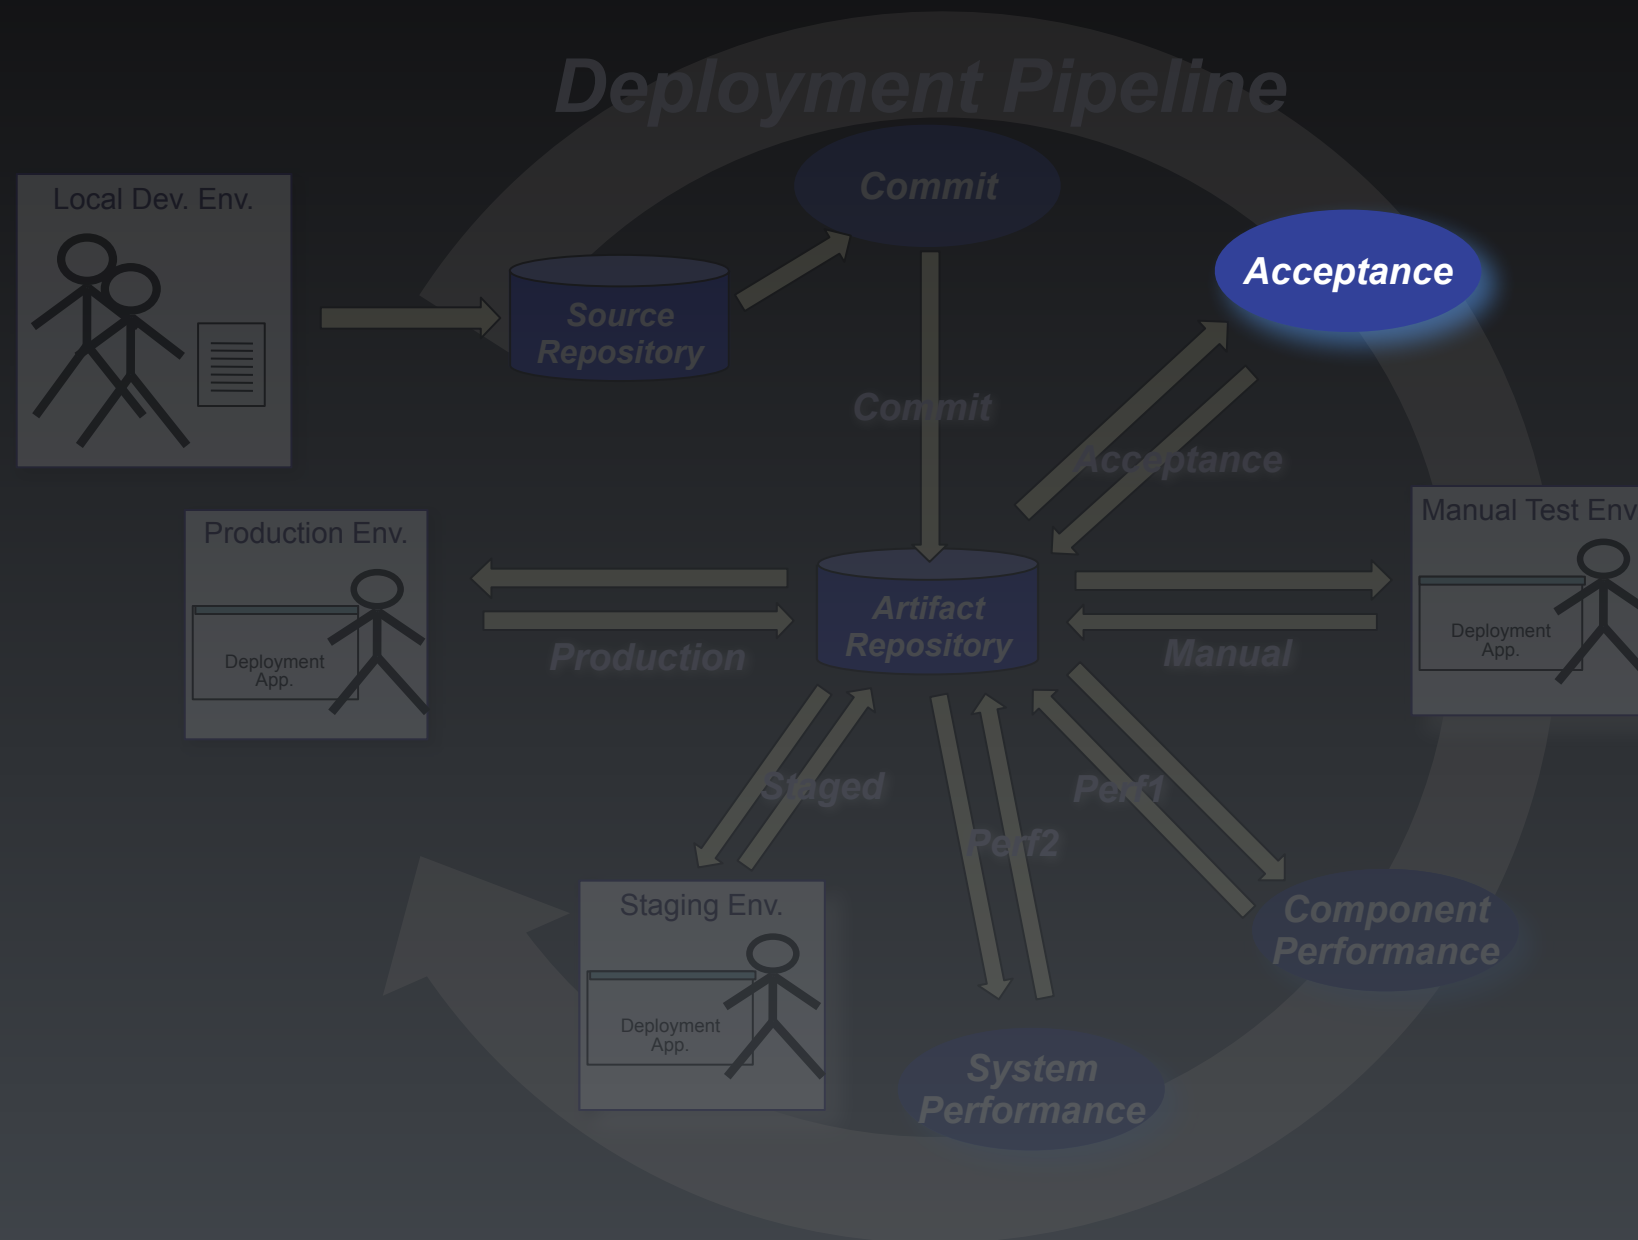 Deployment Pipeline
Local Dev. Env.
Commit
Acceptance
Source
Repository
Commit
Acceptance
Production Env.
Deployment
App.
Production
Artifact
Repository
Manual
Manual Test Env
Deployment
App.
Staged
Perf1
Perf2
Staging Env.
Deployment
App.
Component
Performance
System
Performance